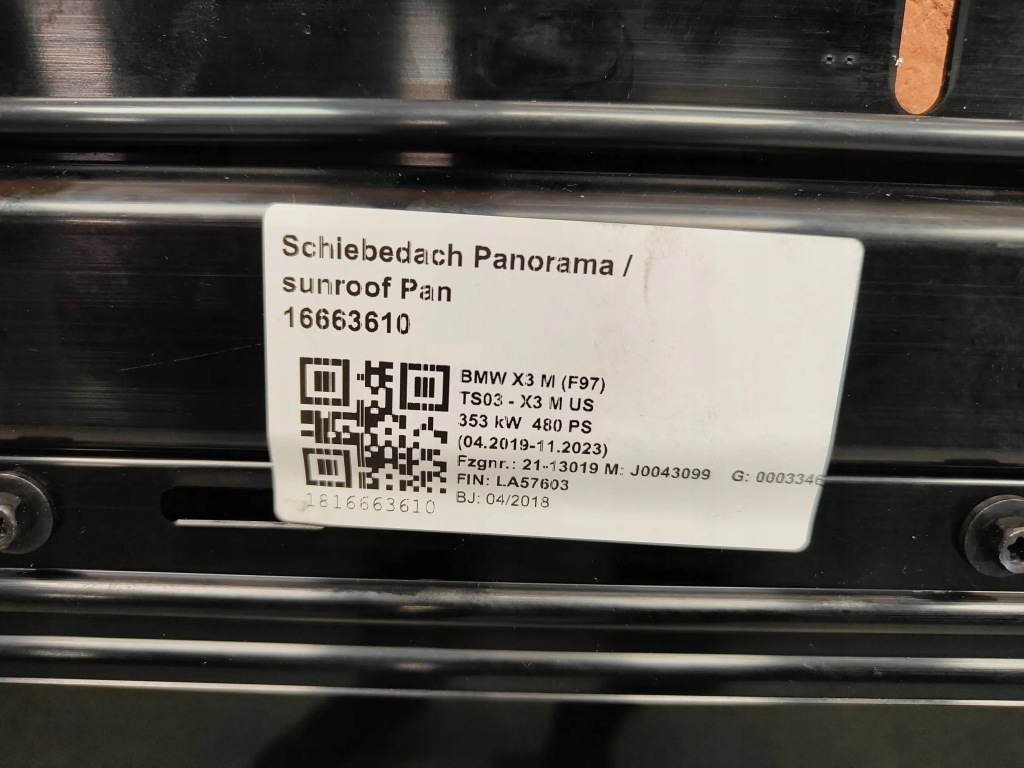 Schiebedach Panorama /
sunroof Pan
16663610
BMW X3 M (F97)
TS03 - X3 M US
353 kW 480 PS
(04.2019-11.2023)
Fzgnr.: 21-13019 M: J0043099 G: 0003346
FIN: LA57603
BJ: 04/2018
1816663610